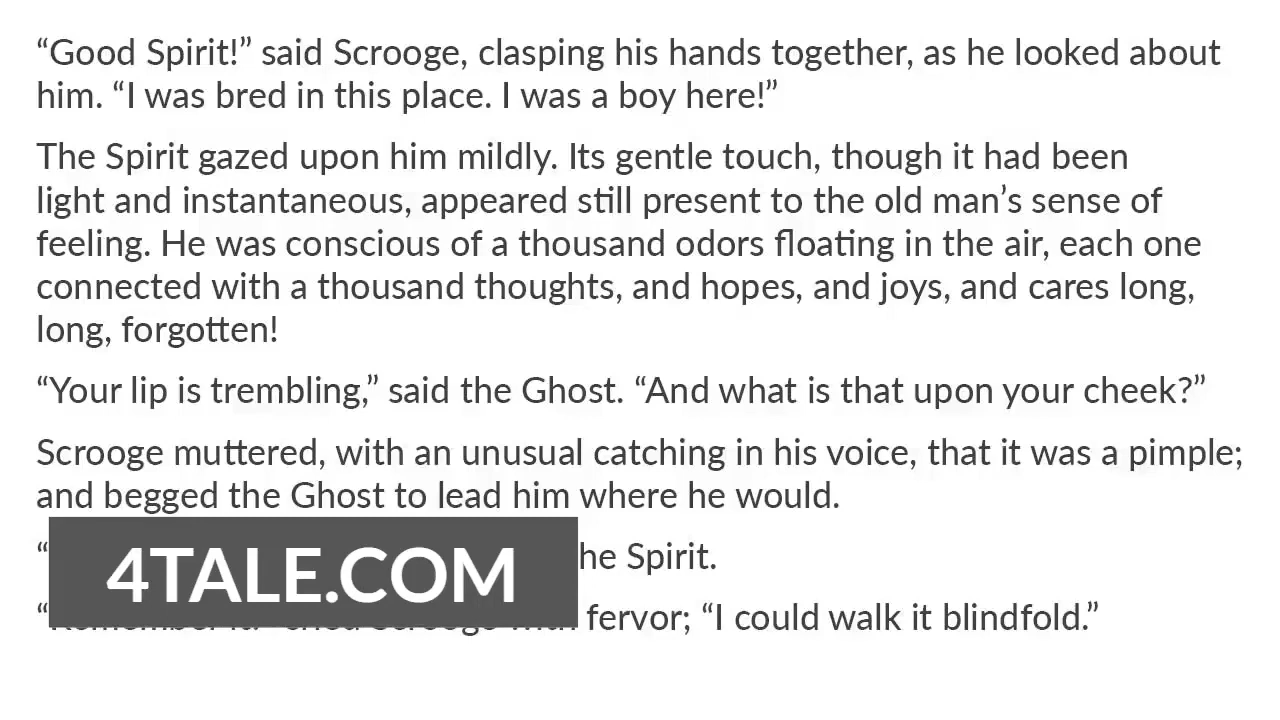 “Good Spirit!” said Scrooge, clasping his hands together, as he looked about
him. “I was bred in this place. I was a boy here!”
The Spirit gazed upon him mildly. Its gentle touch, though it had been
light and instantaneous, appeared still present to the old man’s sense of
feeling. He was conscious of a thousand odors floating in the air, each one
connected with a thousand thoughts, and hopes, and joys, and cares long,
long, forgotten!
“Your lip is trembling,” said the Ghost. “And what is that upon your cheek?”
Scrooge muttered, with an unusual catching in his voice, that it was a pimple;
and begged the Ghost to lead him where he would.
“ he Spirit.
4TALE.COM
“ fervor; “I could walk it blindfold.”